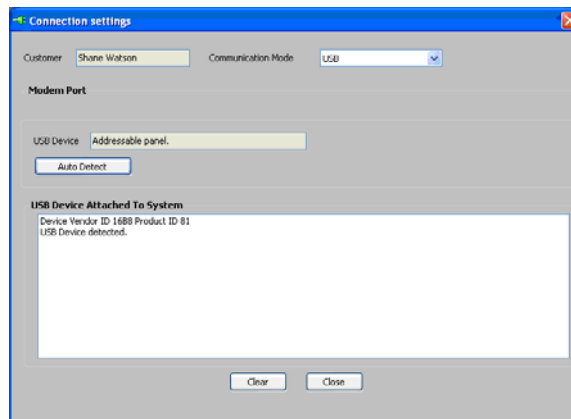 Connection settings
Customer Shane Watson Communication Mode USB
Modem Port
USB Device Addressable panel.
Auto Detect
USB Device Attached To System
Device Vendor ID 16B8 Product ID 81
USB Device detected.
Clear Close